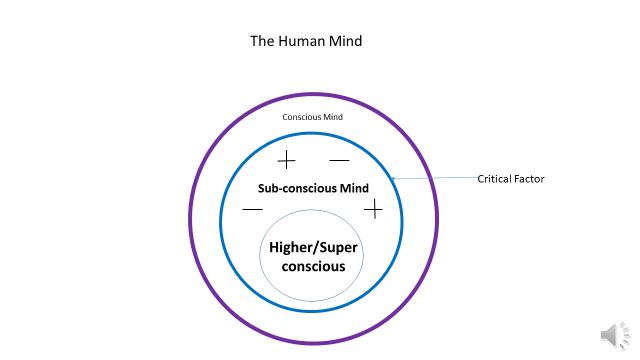 The Human Mind
Conscious Mind
+ —
Sub-conscious Mind
Critical Factor
— +
Higher/Super
conscious